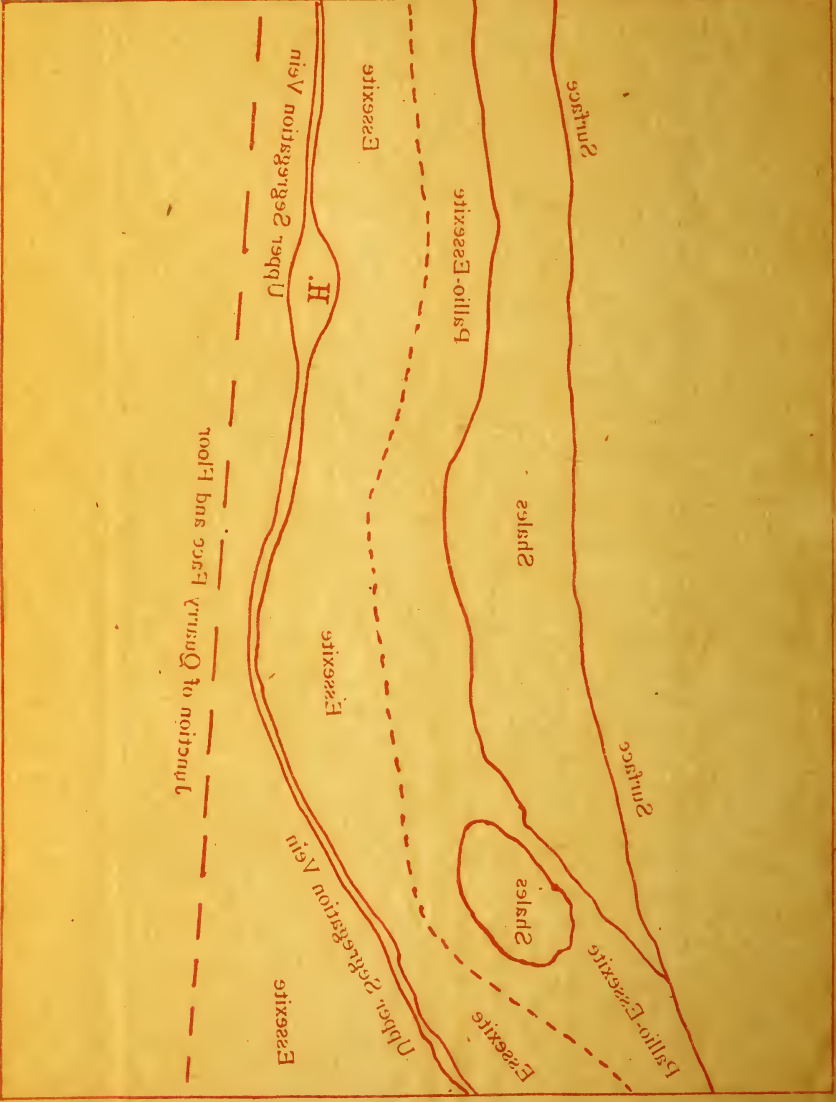 Surface
Surface
Shales
Shales
Pallio-Essexite
Pallio-Essexite
Essexite
Essexite
Essexite
H.
Upper Segregation Vein
Upper Segregation Vein
Essexite
Junction of Quarry Face and Floor